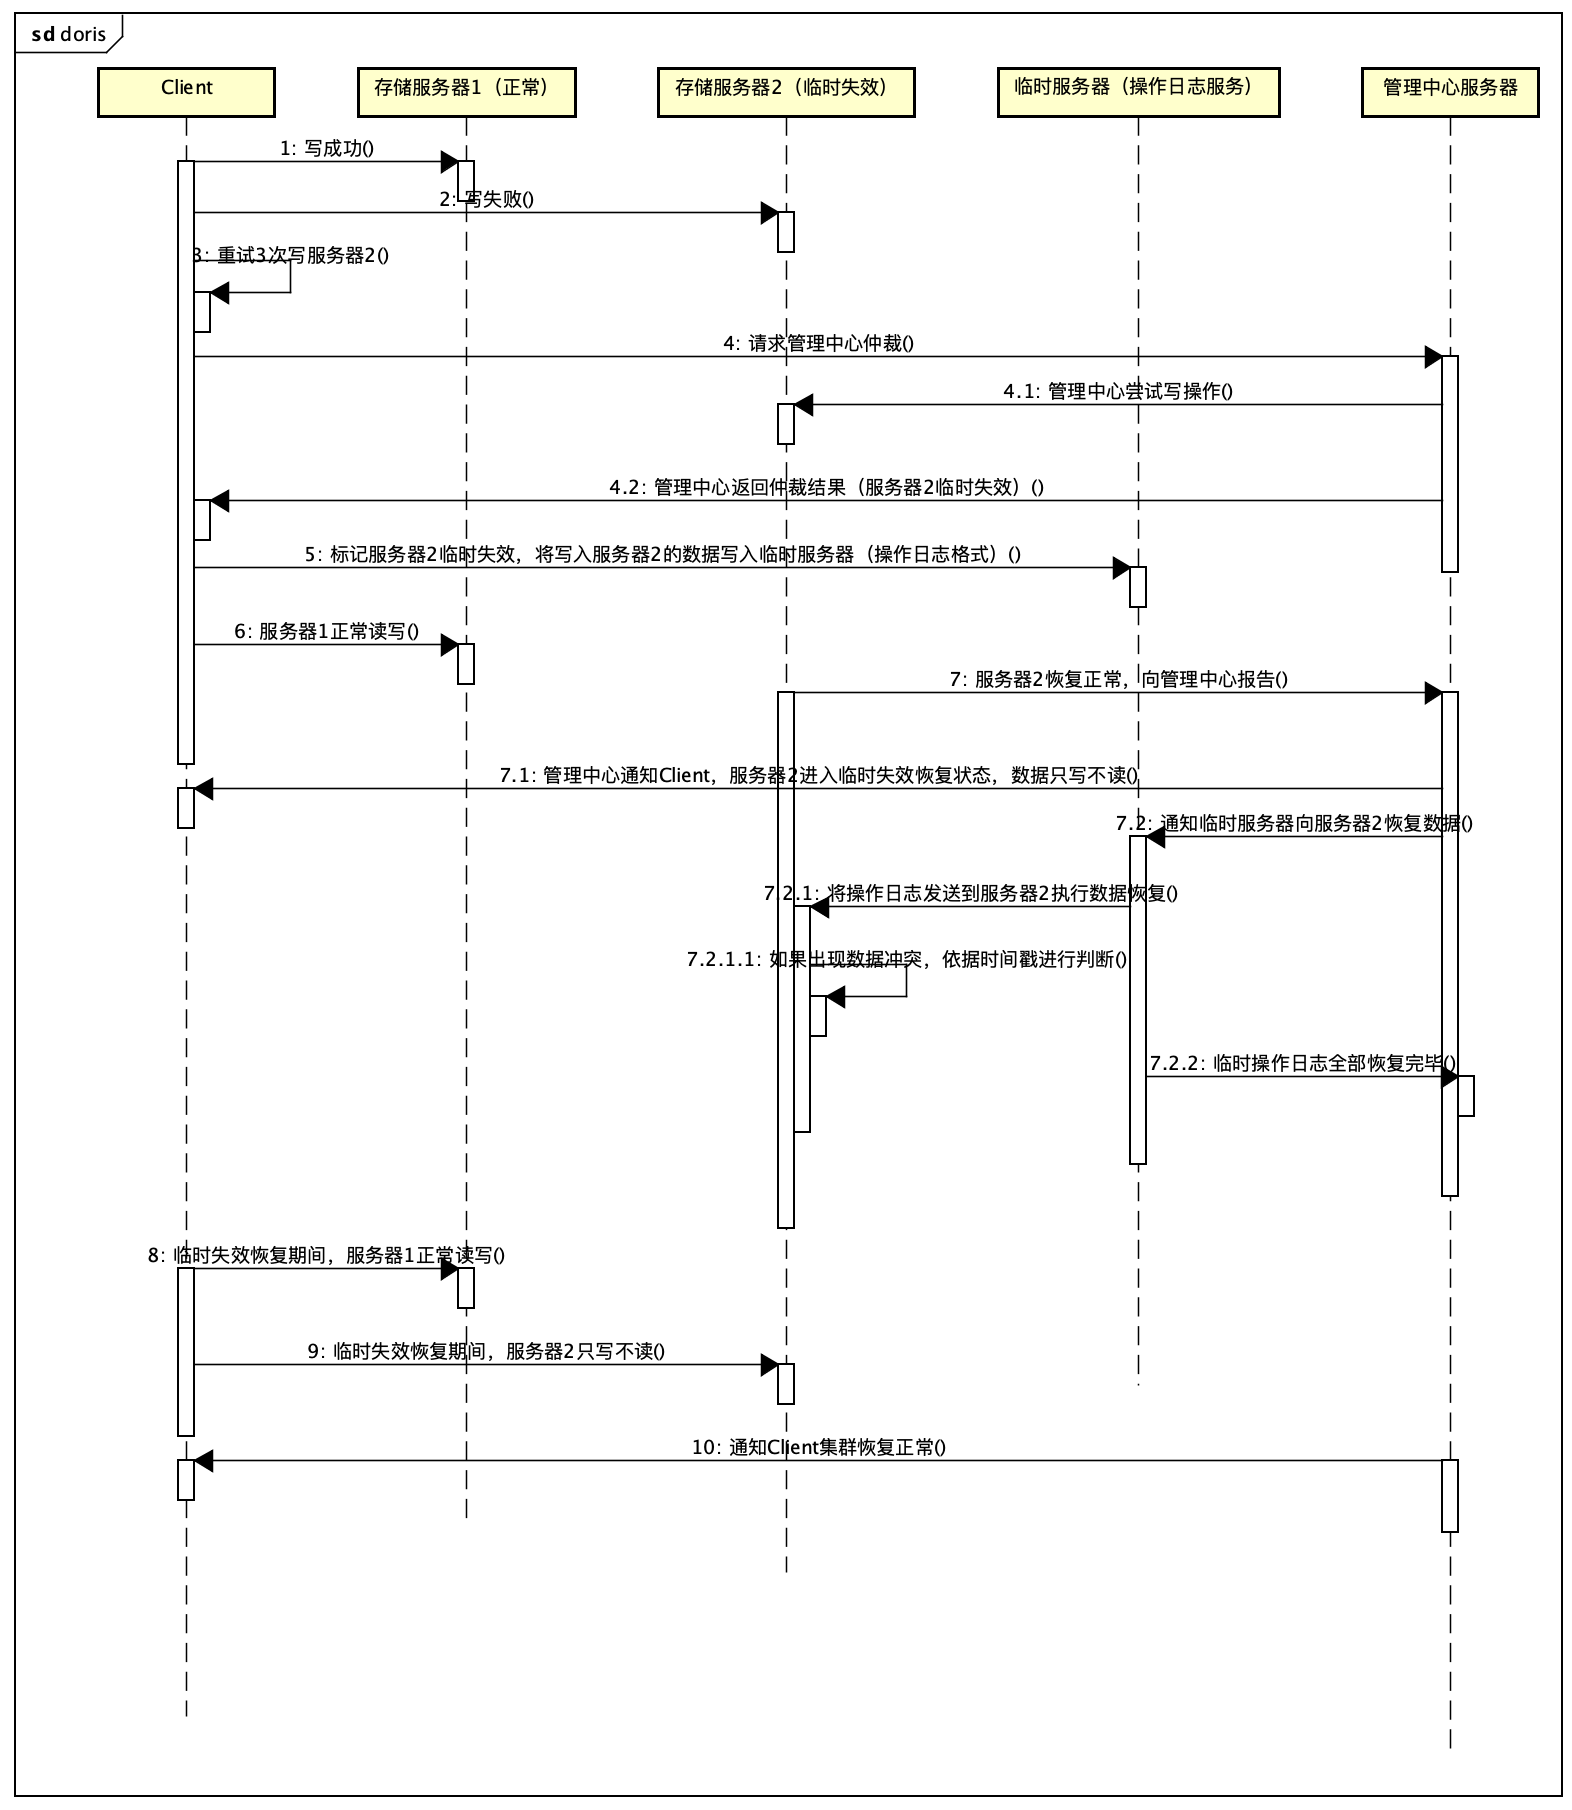 sd doris
Client
存储服务器1（正常）
存储服务器2（临时失效）
临时服务器（操作日志服务）
管理中心服务器
1: 写成功()
2: 写失败()
3: 重试3次写服务器2()
4: 请求管理中心仲裁()
4.1: 管理中心尝试写操作()
4.2: 管理中心返回仲裁结果（服务器2临时失效）()
5: 标记服务器2临时失效，将写入服务器2的数据写入临时服务器（操作日志格式）()
6: 服务器1正常读写()
7: 服务器2恢复正常，向管理中心报告()
7.1: 管理中心通知Client，服务器2进入临时失效恢复状态，数据只写不读()
7.2: 通知临时服务器向服务器2恢复数据()
7.2.1: 将操作日志发送到服务器2执行数据恢复()
7.2.1.1: 如果出现数据冲突，依据时间戳进行判断()
7.2.2: 临时操作日志全部恢复完毕()
8: 临时失效恢复期间，服务器1正常读写()
9: 临时失效恢复期间，服务器2只写不读()
10: 通知Client集群恢复正常()